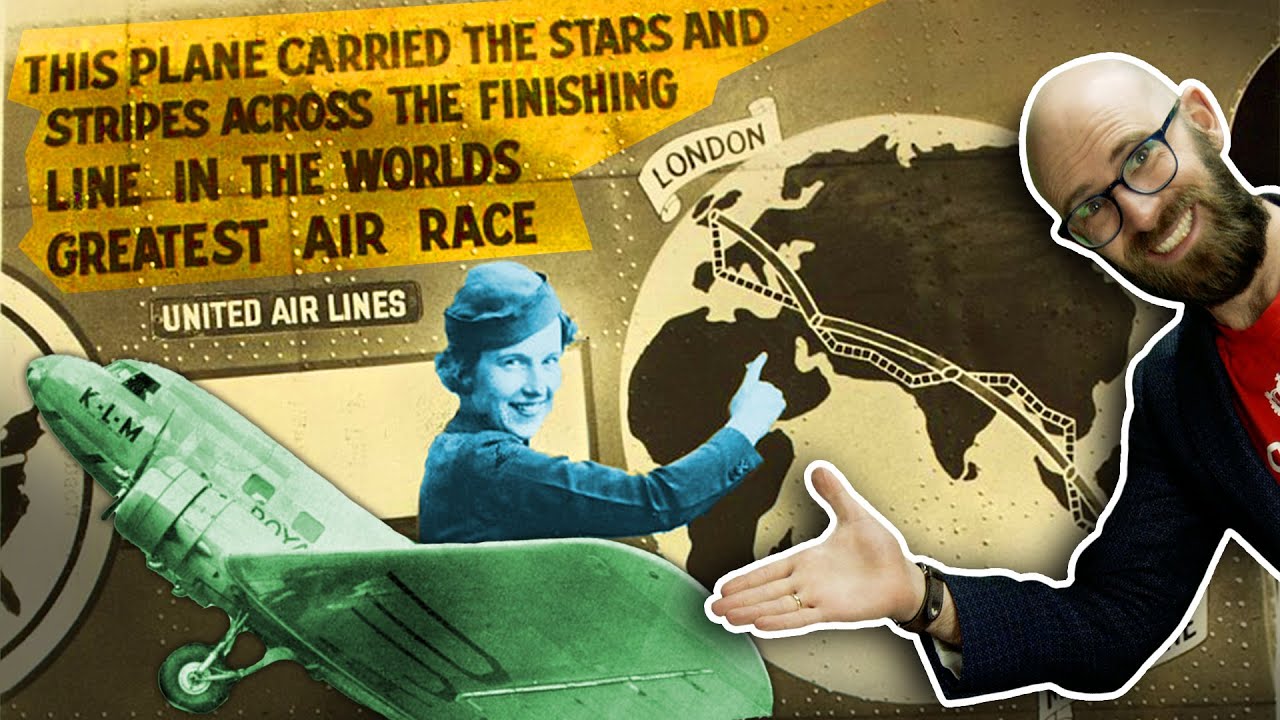 THIS PLANE CARRIED THE STARS AND
STRIPES ACROSS THE FINISHING
LINE IN THE WORLDS
GREATEST AIR RACE
UNITED AIR LINES
LONDON
K·L·M